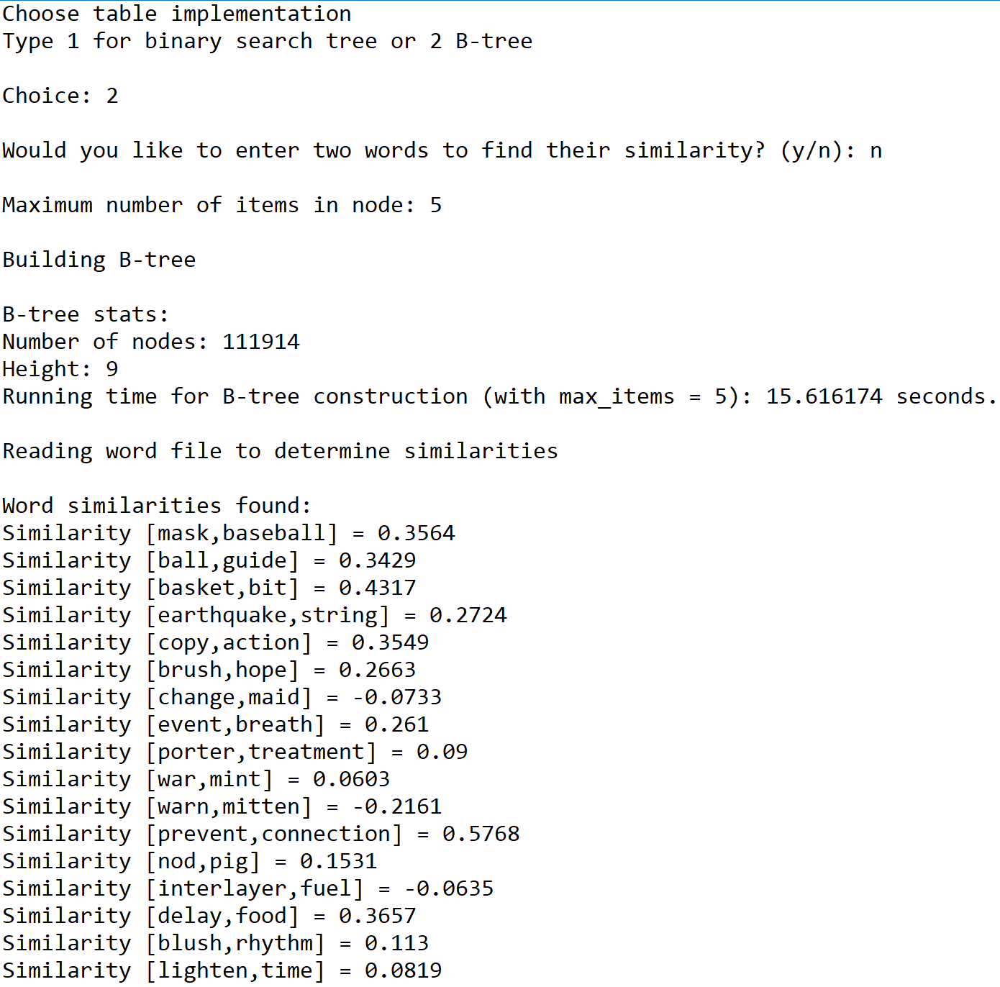 Choose table implementation
Type 1 for binary search tree or 2 B-tree
Choice: 2
Would you like to enter two words to find their similarity? (y/n): n
Maximum number of items in node: 5
Building B-tree
B-tree stats:
Number of nodes: 111914
Height: 9
Running time for B-tree construction (with max_items = 5): 15.616174 seconds.
Reading word file to determine similarities
Word similarities found:
Similarity [mask,baseball] = 0.3564
Similarity [ball,guide] = 0.3429
Similarity [basket,bit] = 0.4317
Similarity [earthquake,string] = 0.2724
Similarity [copy,action] = 0.3549
Similarity [brush,hope] = 0.2663
Similarity [change,maid] = -0.0733
Similarity [event,breath] = 0.261
Similarity [porter,treatment] = 0.09
Similarity [war,mint] = 0.0603
Similarity [warn,mitten] = -0.2161
Similarity [prevent,connection] = 0.5768
Similarity [nod,pig] = 0.1531
Similarity [interlayer,fuel] = -0.0635
Similarity [delay,food] = 0.3657
Similarity [blush,rhythm] = 0.113
Similarity [lighten,time] = 0.0819